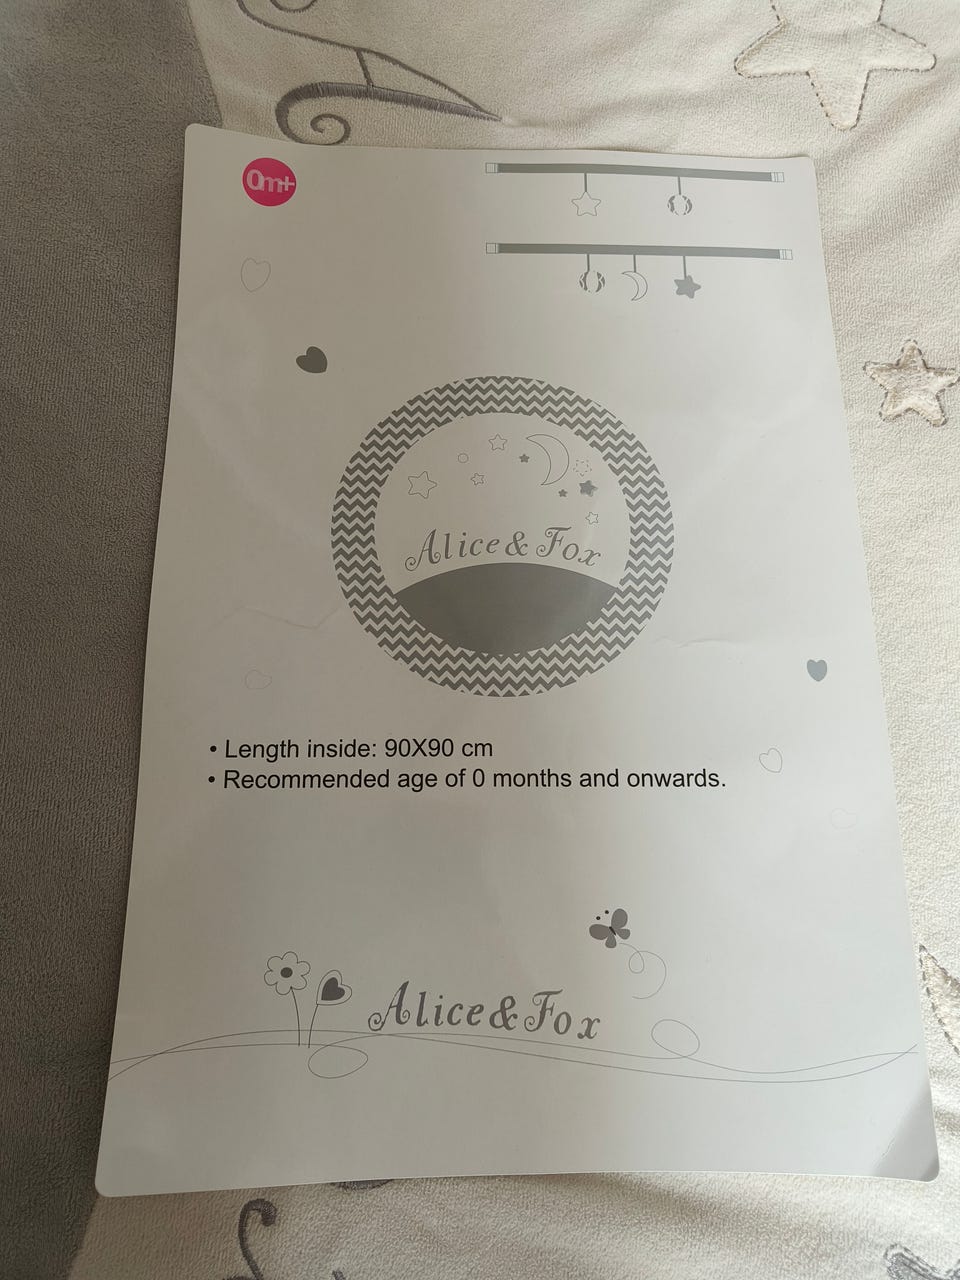 0m+
Alice & Fox
• Length inside: 90X90 cm
• Recommended age of 0 months and onwards.
Alice & Fox